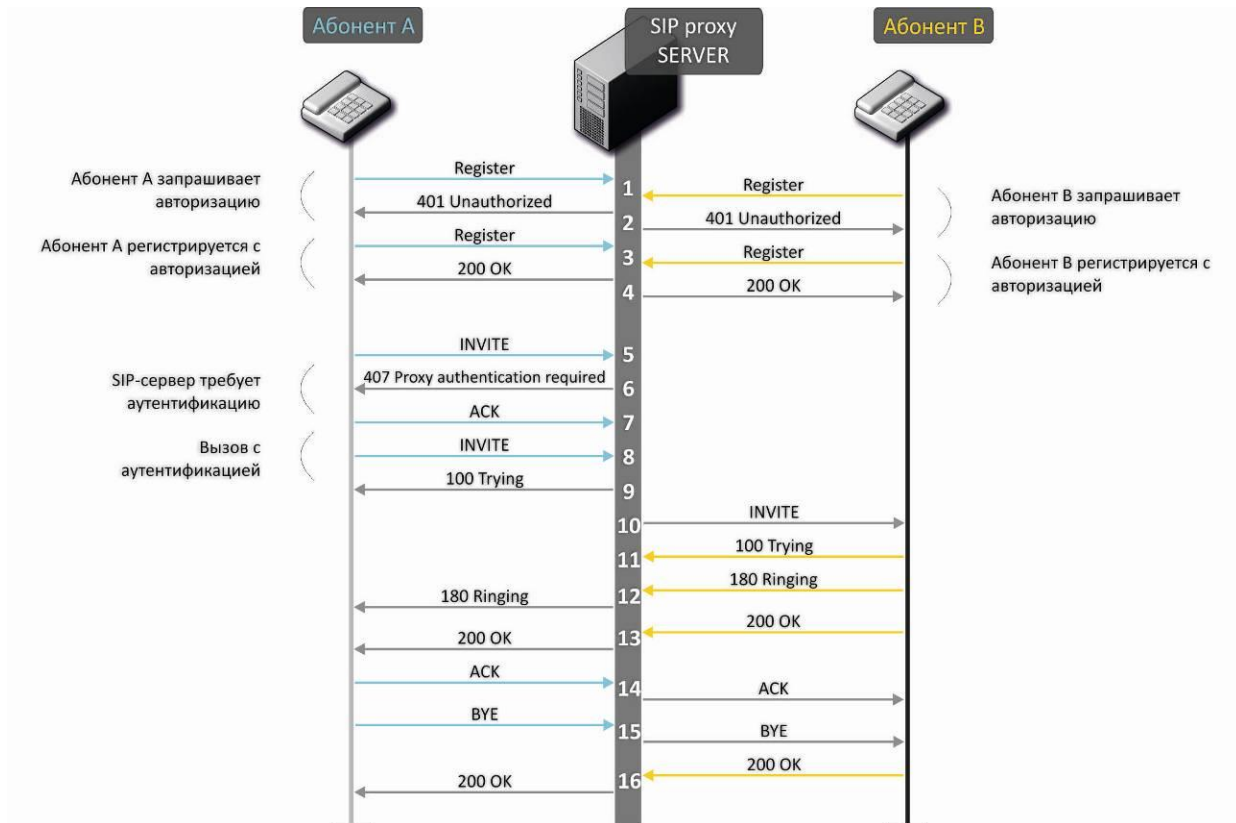 Абонент А
SIP proxy
SERVER
Абонент В
Абонент А запрашивает
авторизацию
Register
1
Register
Абонент В запрашивает
авторизацию
401 Unauthorized
2
401 Unauthorized
Абонент А регистрируется с
авторизацией
Register
3
Register
Абонент В регистрируется с
авторизацией
200 OK
4
200 OK
INVITE
5
SIP-сервер требует
аутентификацию
407 Proxy authentication required
6
ACK
7
Вызов с
аутентификацией
INVITE
8
100 Trying
9
10
INVITE
11
100 Trying
180 Ringing
12
180 Ringing
200 OK
13
200 OK
ACK
14
ACK
BYE
15
BYE
200 OK
16
200 OK